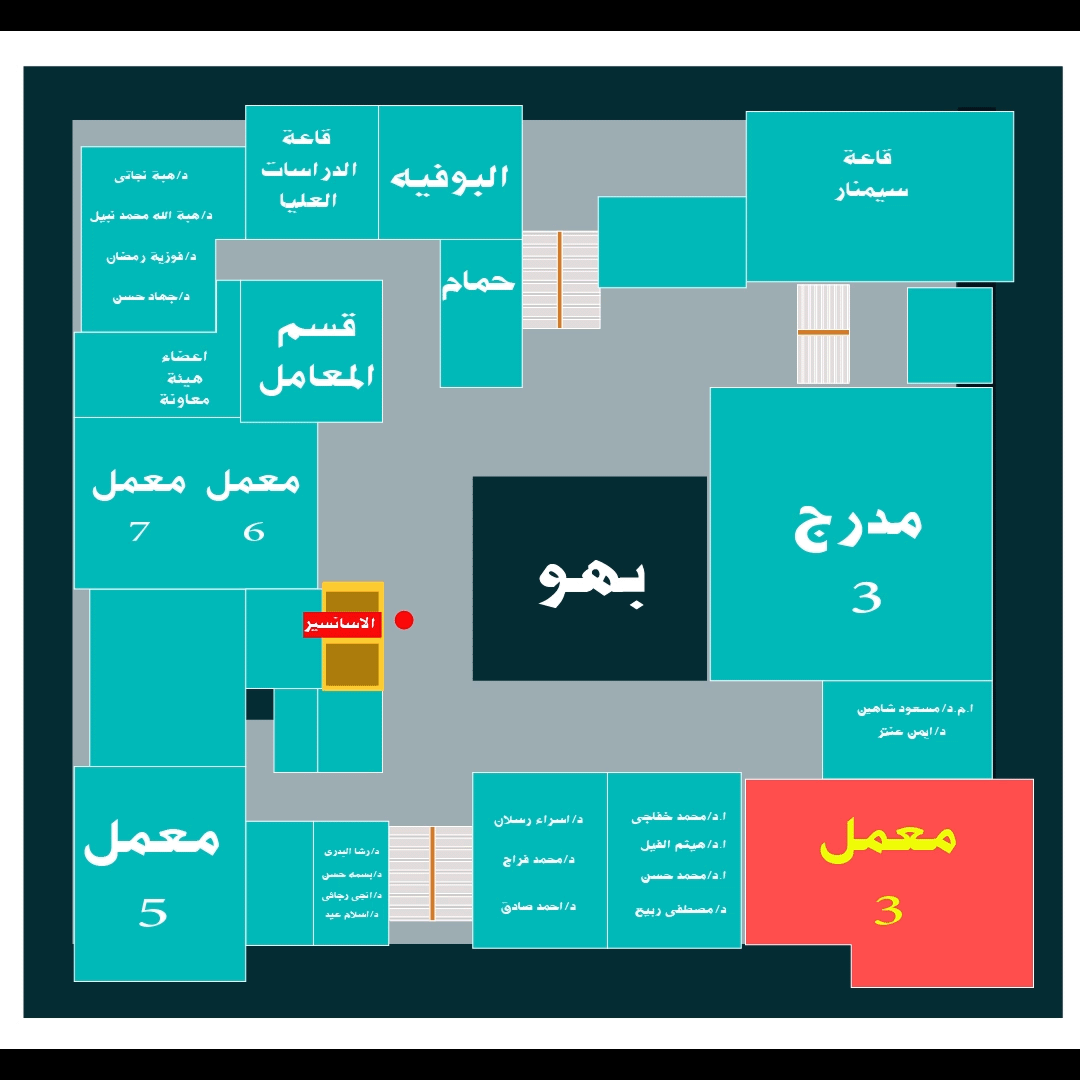 قاعة
الدراسات
العليا
البوفيه
قاعة
سيمنار
د/هبة نجاتى
د/هبة الله محمد نبيل
د/فوزية رمضان
د/جهاد حسن
حمام
قسم
المعامل
اعضاء
هيئة
معاونة
معمل
6
معمل
7
مدرج
3
بهو
الاسانسير
ا.م.د/مسعود شاهين
د/ايمن عنتر
معمل
3
ا.د/محمد خفاجى
ا.د/هيثم الفيل
ا.د/محمد حسن
د/مصطفى ربيع
د/اسراء رسلان
د/محمد فراج
د/احمد صادق
د/رشا البدرى
د/بسمه حسن
د/انجى رجائى
د/اسلام عيد
معمل
5